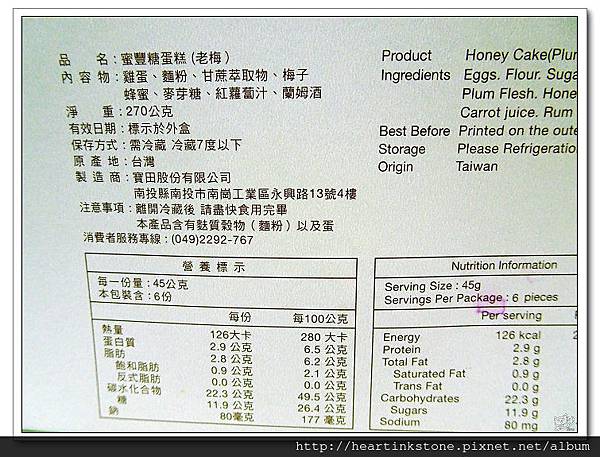 品　　名：蜜豐糖蛋糕 (老梅)
內 容 物：雞蛋、麵粉、甘蔗萃取物、梅子
蜂蜜、麥芽糖、紅蘿蔔汁、蘭姆酒
淨　　重：270公克
有效日期：標示於外盒
保存方式：需冷藏 冷藏7度以下
原 產 地：台灣
製 造 商：寶田股份有限公司
南投縣南投市南崗工業區永興路13號4樓
注意事項：離開冷藏後 請盡快食用完畢
本產品含有麩質穀物（麵粉）以及蛋
消費者服務專線：(049)2292-767
Product Honey Cake(Plur
Ingredients Eggs. Flour. Suga
Plum Flesh. Hone
Carrot juice. Rum
Best Before Printed on the oute
Storage Please Refrigeratio
Origin Taiwan
營 養 標 示
每一份量：45公克
本包裝含：6份
每份 每100公克
熱量 126大卡 280 大卡
蛋白質 2.9 公克 6.5 公克
脂肪 2.8 公克 6.2 公克
飽和脂肪 0.9 公克 2.1 公克
反式脂肪 0.0 公克 0.0 公克
碳水化合物 22.3 公克 49.5 公克
糖 11.9 公克 26.4 公克
鈉 80毫克 177 毫克
Nutrition Information
Serving Size : 45g
Servings Per Package : 6 pieces
Per serving
Energy 126 kcal
Protein 2.9 g
Total Fat 2.8 g
Saturated Fat 0.9 g
Trans Fat 0.0 g
Carbohydrates 22.3 g
Sugars 11.9 g
Sodium 80 mg
http://heartinkstone.pixnet.net/album